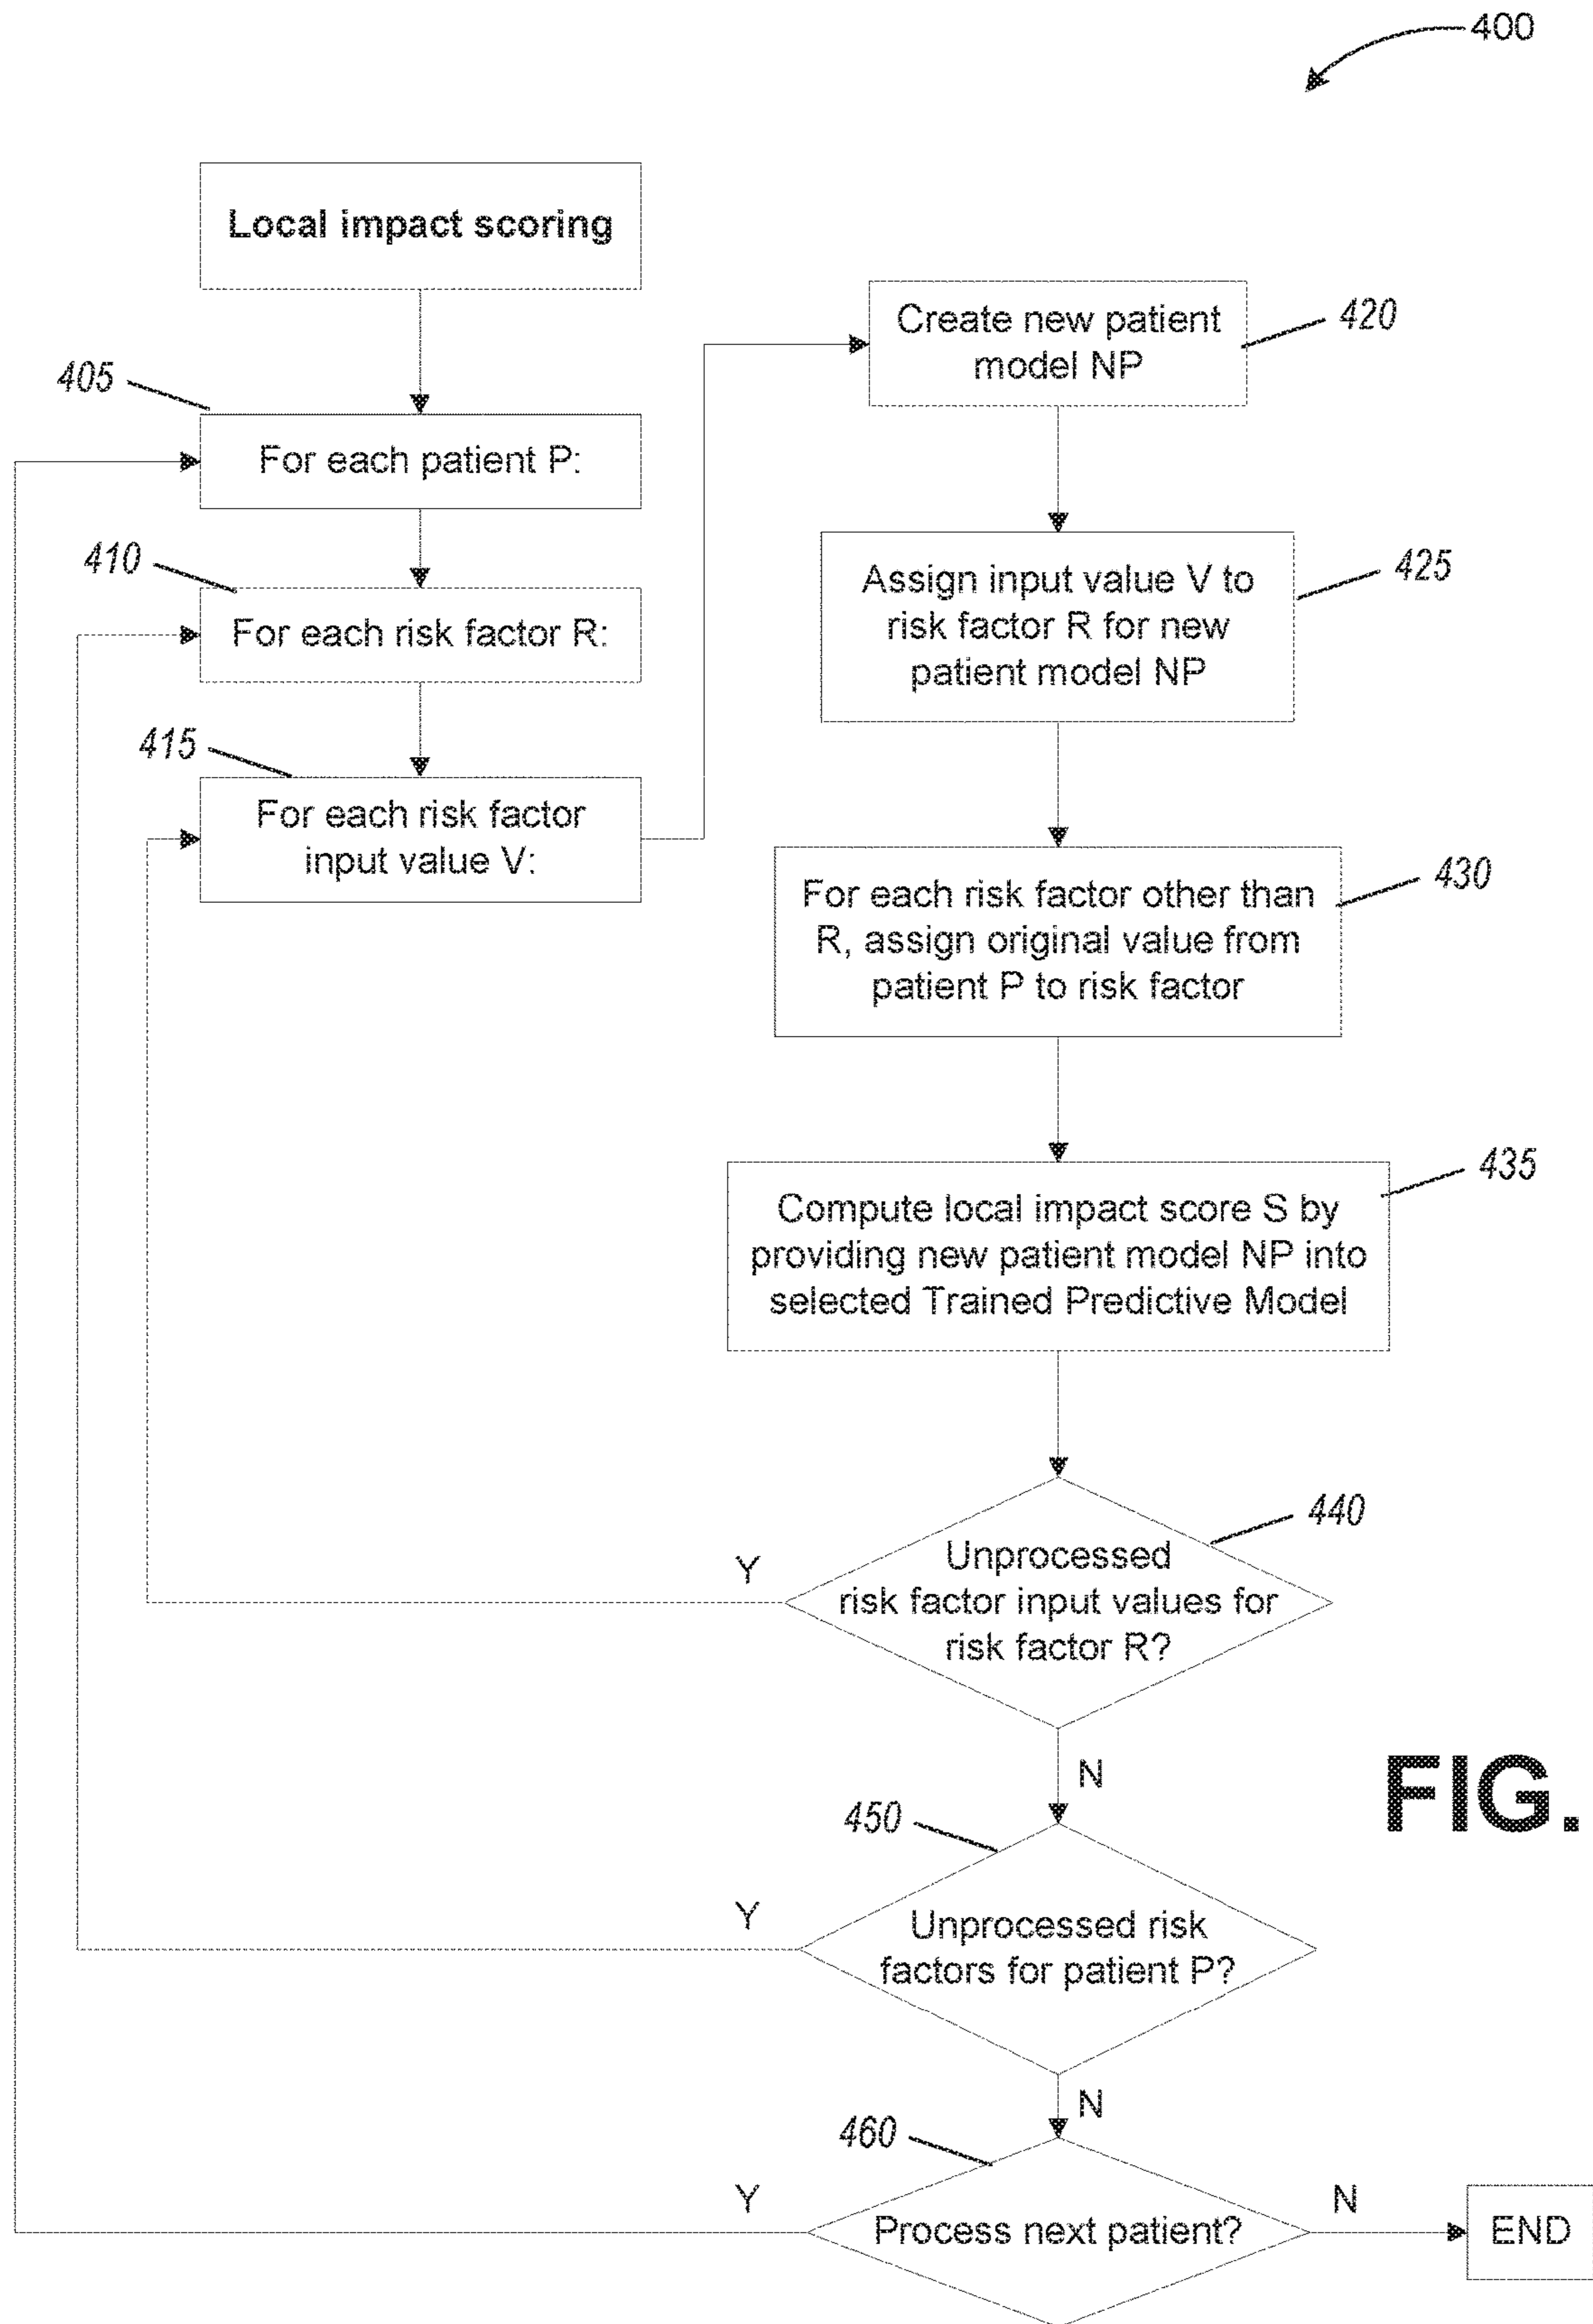 400
Local impact scoring
405
For each patient P:
410
For each risk factor R:
415
For each risk factor
input value V:
420
Create new patient
model NP
425
Assign input value V to
risk factor R for new
patient model NP
430
For each risk factor other than
R, assign original value from
patient P to risk factor
435
Compute local impact score S by
providing new patient model NP into
selected Trained Predictive Model
440
Unprocessed
risk factor input values for
risk factor R?
Y
N
FIG.
450
Unprocessed risk
factors for patient P?
Y
N
460
Process next patient?
Y
N
END